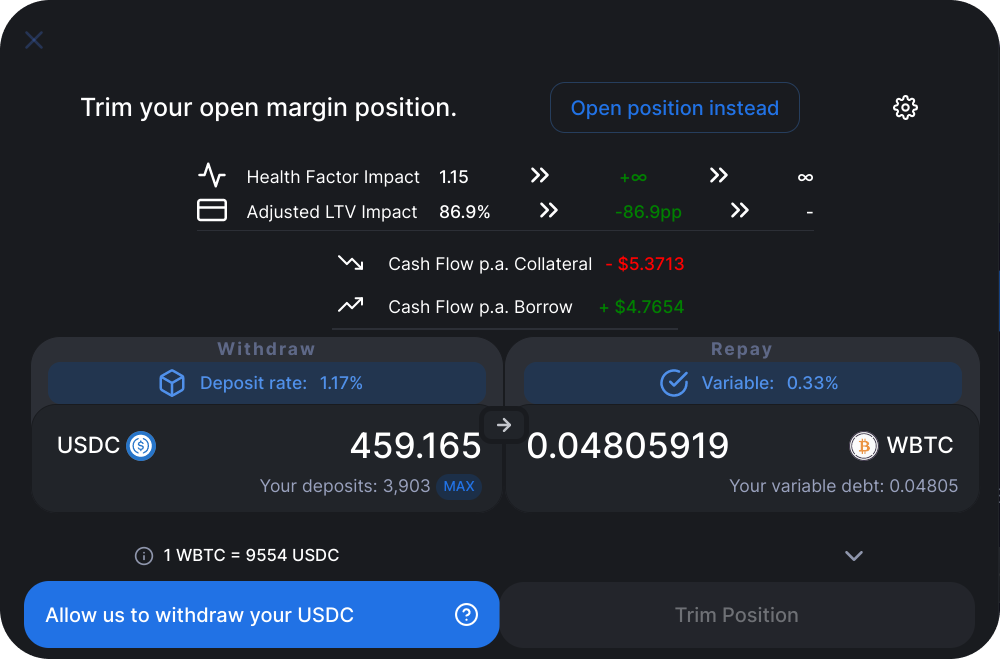 Trim your open margin position. Open position instead
Health Factor Impact 1.15 +∞ ∞
Adjusted LTV Impact 86.9% -86.9pp -
Cash Flow p.a. Collateral - $5.3713
Cash Flow p.a. Borrow + $4.7654
Withdraw Repay
Deposit rate: 1.17% Variable: 0.33%
USDC 459.165 0.04805919 WBTC
Your deposits: 3,903 MAX Your variable debt: 0.04805
1 WBTC = 9554 USDC
Allow us to withdraw your USDC Trim Position